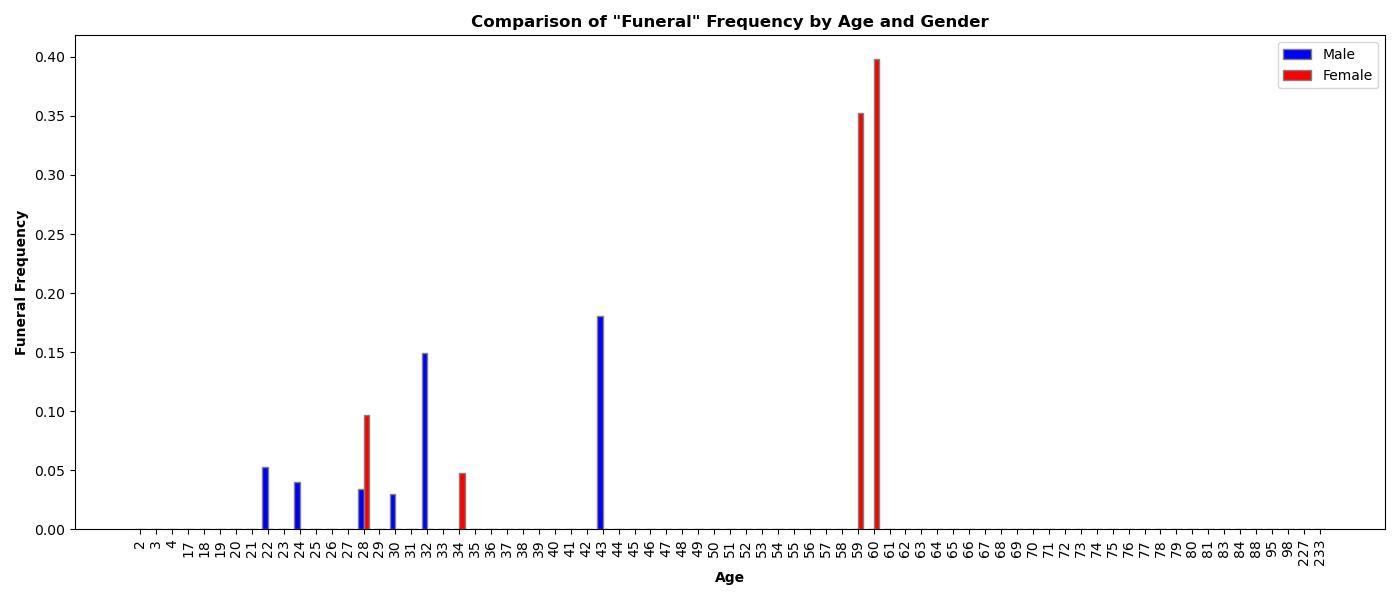 Comparison of "Funeral" Frequency by Age and Gender
Male
Female
Funeral Frequency
0.40
0.35
0.30
0.25
0.20
0.15
0.10
0.05
0.00
2 3 4 17 18 19 20 21 22 23 24 25 26 27 28 29 30 31 32 33 34 35 36 37 38 39 40 41 42 43 44 45 46 47 48 49 50 51 52 53 54 55 56 57 58 59 60 61 62 63 64 65 66 67 68 69 70 71 72 73 74 75 76 77 78 79 80 81 83 84 88 95 98 227 233
Age